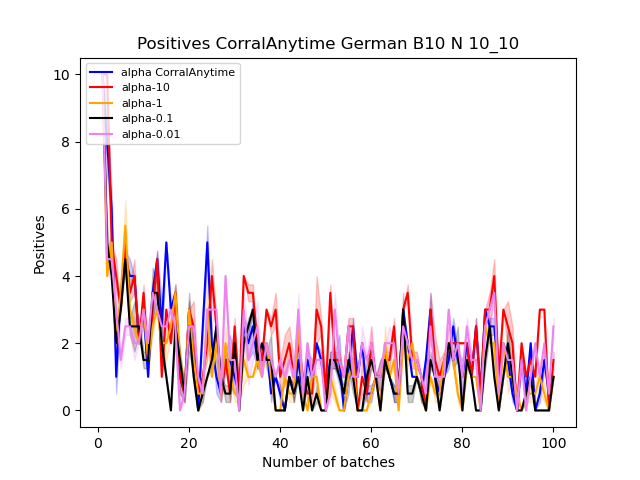 Positives CorralAnytime German B10 N 10_10
alpha CorralAnytime
alpha-10
alpha-1
alpha-0.1
alpha-0.01
Positives
10
8
6
4
2
0
0 20 40 60 80 100
Number of batches